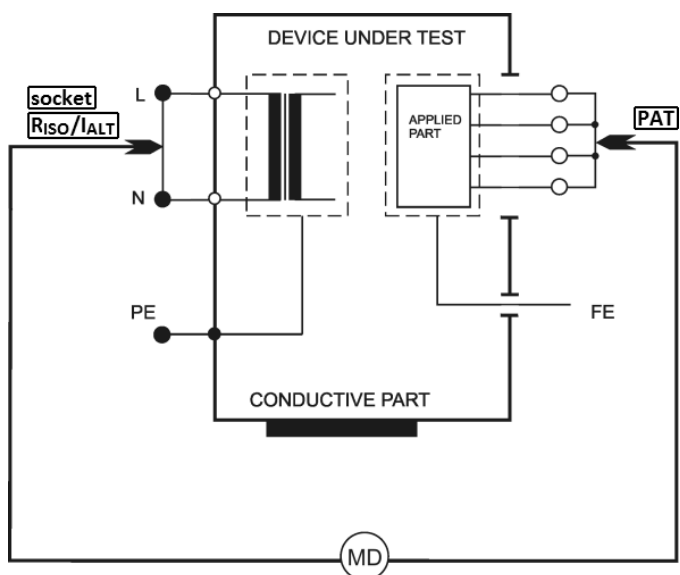 DEVICE UNDER TEST
socket
RISO/IALT
L
N
PE
APPLIED
PART
PAT
FE
CONDUCTIVE PART
MD